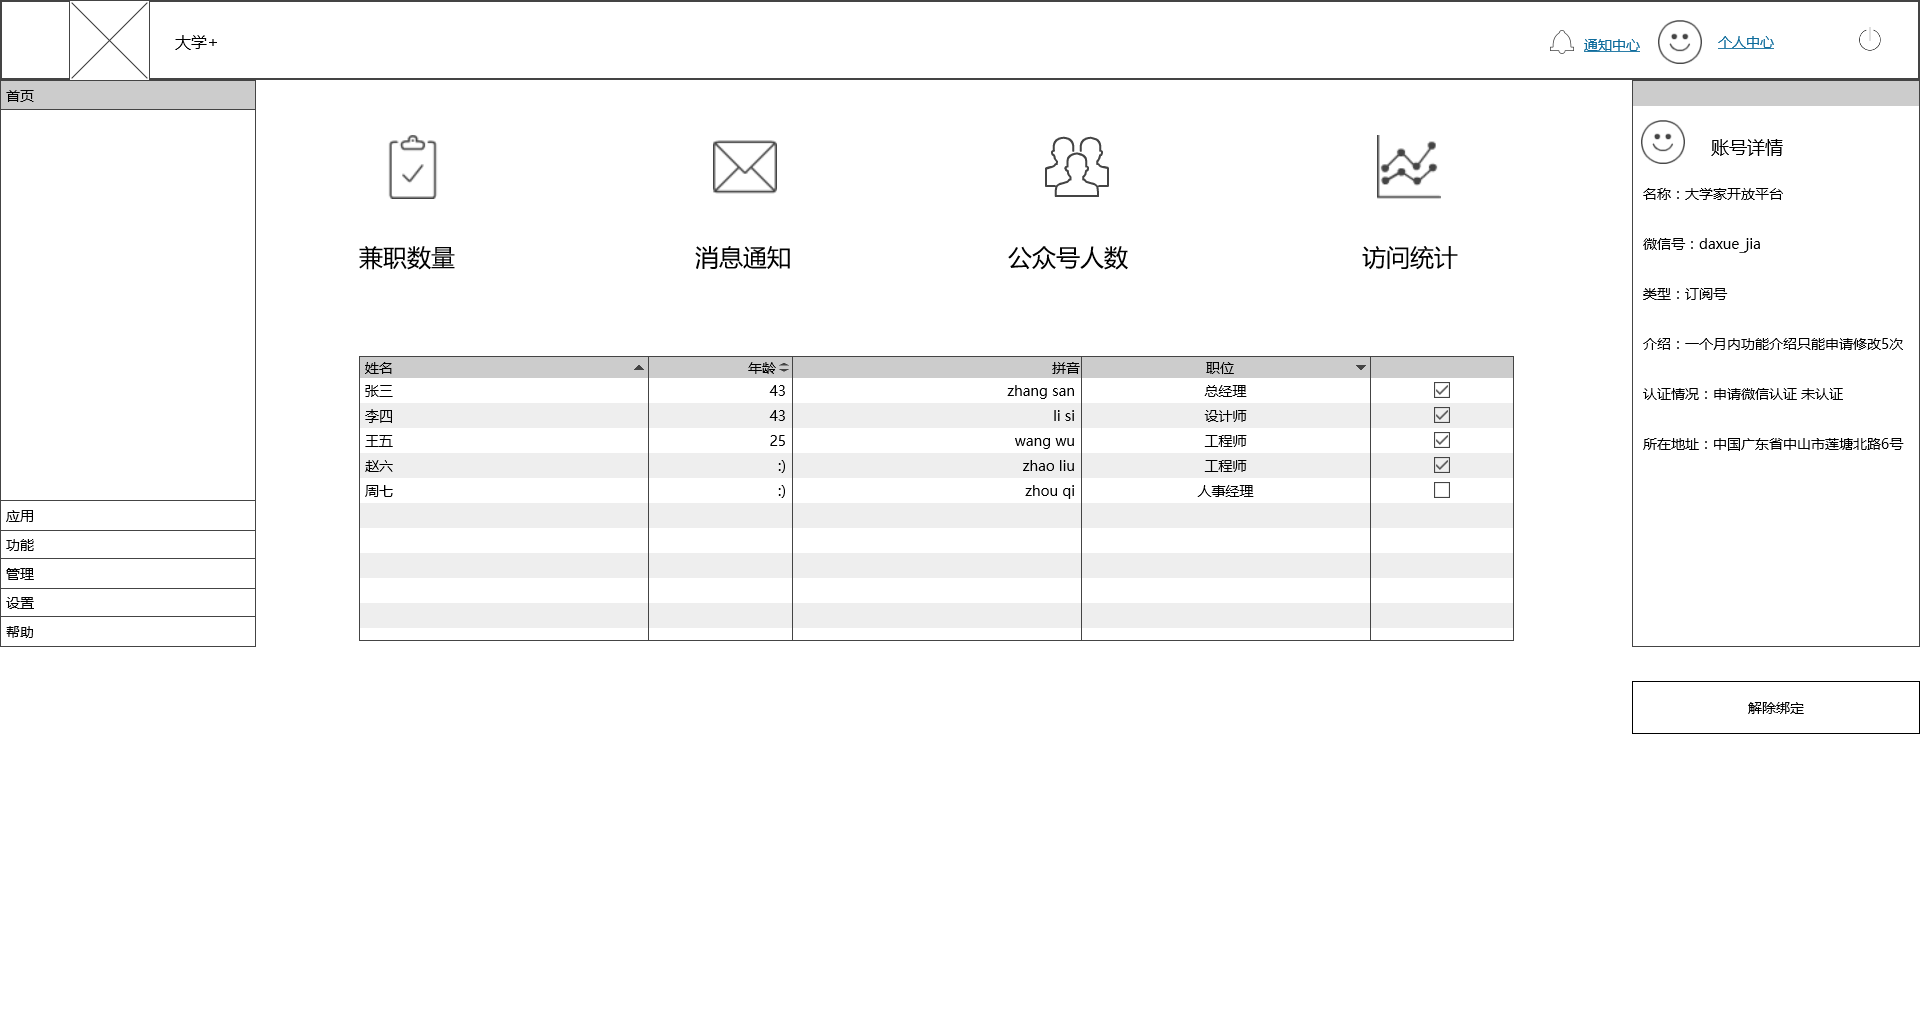 大学+
通知中心
个人中心
首页
应用
功能
管理
设置
帮助
兼职数量
消息通知
公众号人数
访问统计
姓名 年龄 拼音 职位
张三 43 zhang san 总经理
李四 43 li si 设计师
王五 25 wang wu 工程师
赵六 :) zhao liu 工程师
周七 :) zhou qi 人事经理
账号详情
名称：大学家开放平台
微信号：daxue_jia
类型：订阅号
介绍：一个月内功能介绍只能申请修改5次
认证情况：申请微信认证 未认证
所在地址：中国广东省中山市莲塘北路6号
解除绑定